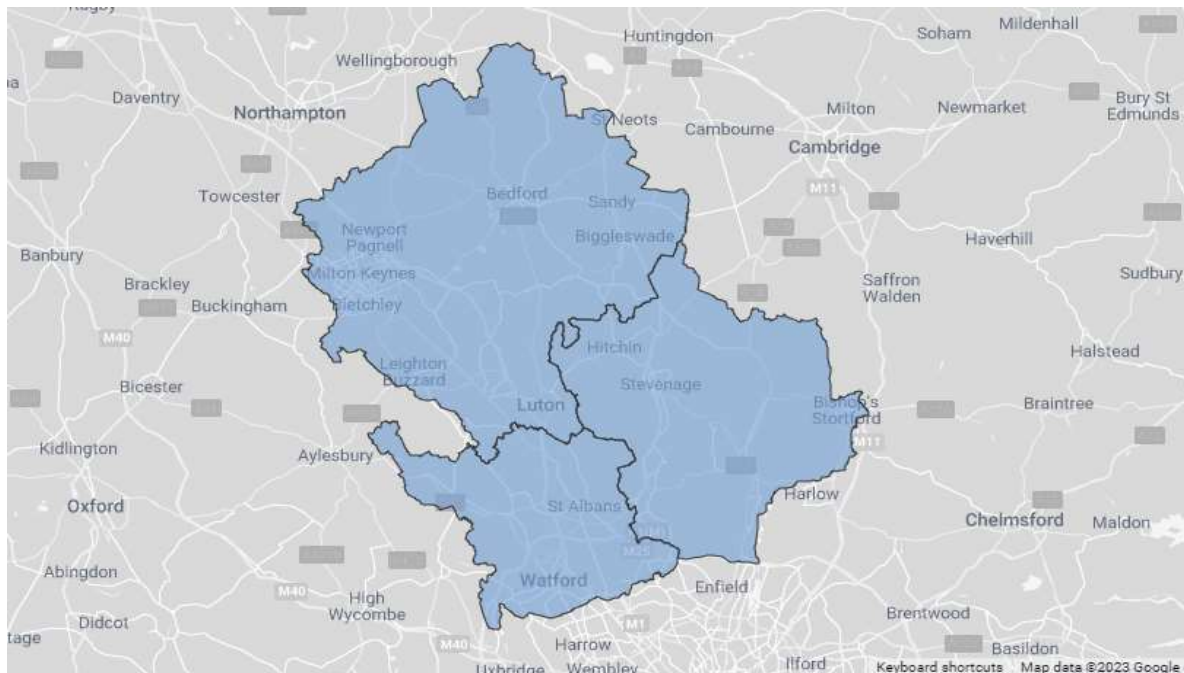 Mildenhall
Soham
Huntingdon
Wellingborough
Daventry
Northampton
St Neots
Cambourne
Milton
Newmarket
Bury St
Edmunds
Cambridge
M11
Towcester
Bedford
Sandy
Newport
Pagnell
Biggleswade
Haverhill
Banbury
Milton Keynes
Brackley
Buckingham
Bletchley
Saffron
Walden
Sudbury
M40
Hitchin
Halstead
Leighton
Buzzard
Stevenage
Bicester
Luton
Bishop's
Stortford
Braintree
Kidlington
Aylesbury
M11
Oxford
St Albans
Harlow
Chelmsford
Maldon
M25
Abingdon
Watford
Enfield
M40
High
Wycombe
Brentwood
Didcot
M1
tage
M40
Harrow
Basildon
Uxbridge
Wembley
Ilford
Keyboard shortcuts
Map data ©2023 Google